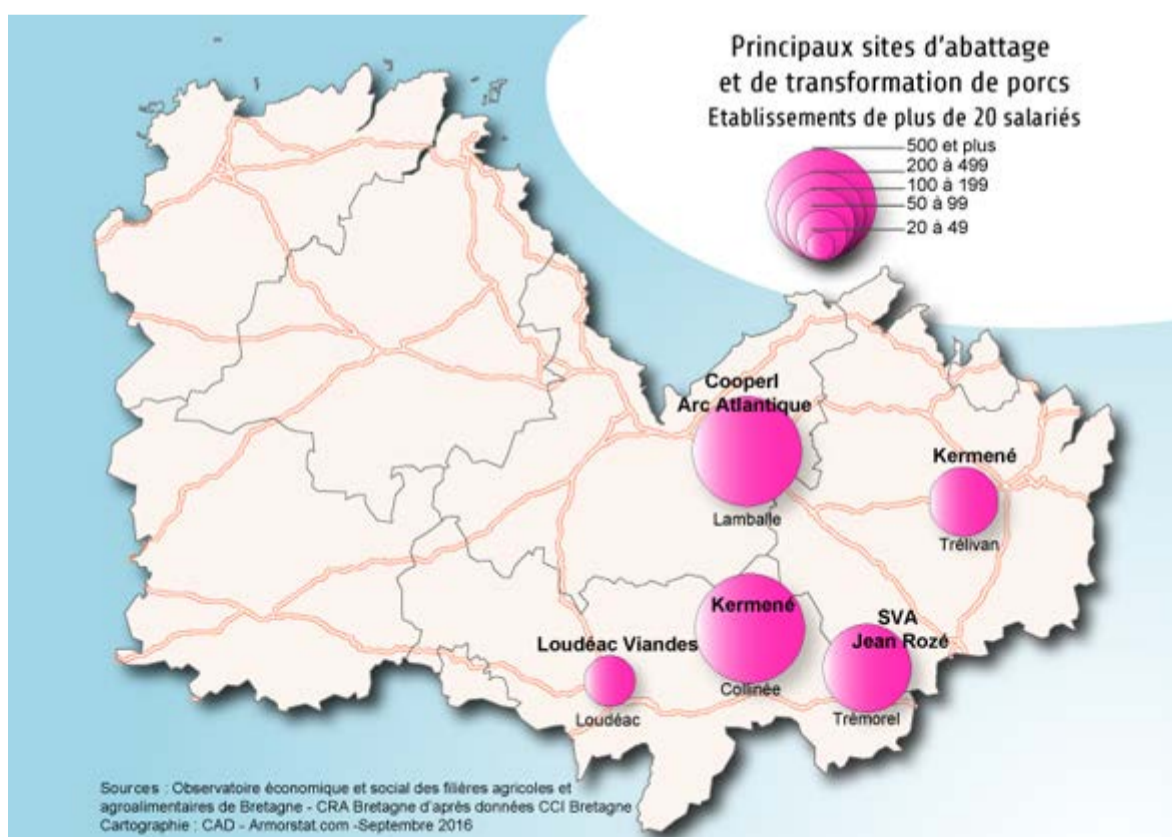 Principaux sites d'abattage
et de transformation de porcs
Etablissements de plus de 20 salariés
500 et plus
200 à 499
100 à 199
50 à 99
20 à 49
Cooperl
Arc Atlantique
Lamballe
Kermené
Trélivan
Kermené
Collinée
SVA
Jean Rozé
Trémorel
Loudéac Viandes
Loudéac
Sources : Observatoire économique et social des filières agricoles et
agroalimentaires de Bretagne - CRA Bretagne d'après données CCI Bretagne
Cartographie : CAD - Armorstat.com -Septembre 2016